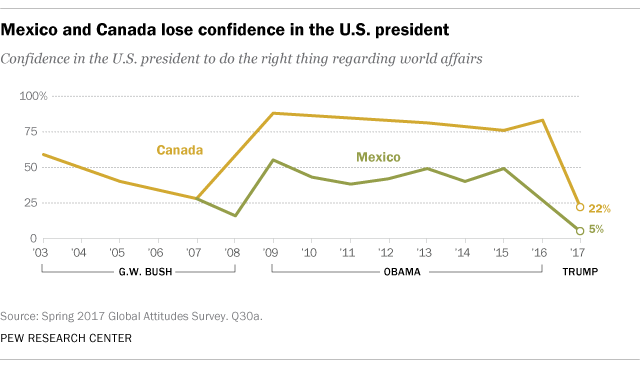 Mexico and Canada lose confidence in the U.S. president
Confidence in the U.S. president to do the right thing regarding world affairs
100%
75
50
25
0
Canada
Mexico
22%
5%
'03 '04 '05 '06 '07 '08 '09 '10 '11 '12 '13 '14 '15 '16 '17
G.W. BUSH OBAMA TRUMP
Source: Spring 2017 Global Attitudes Survey. Q30a.
PEW RESEARCH CENTER